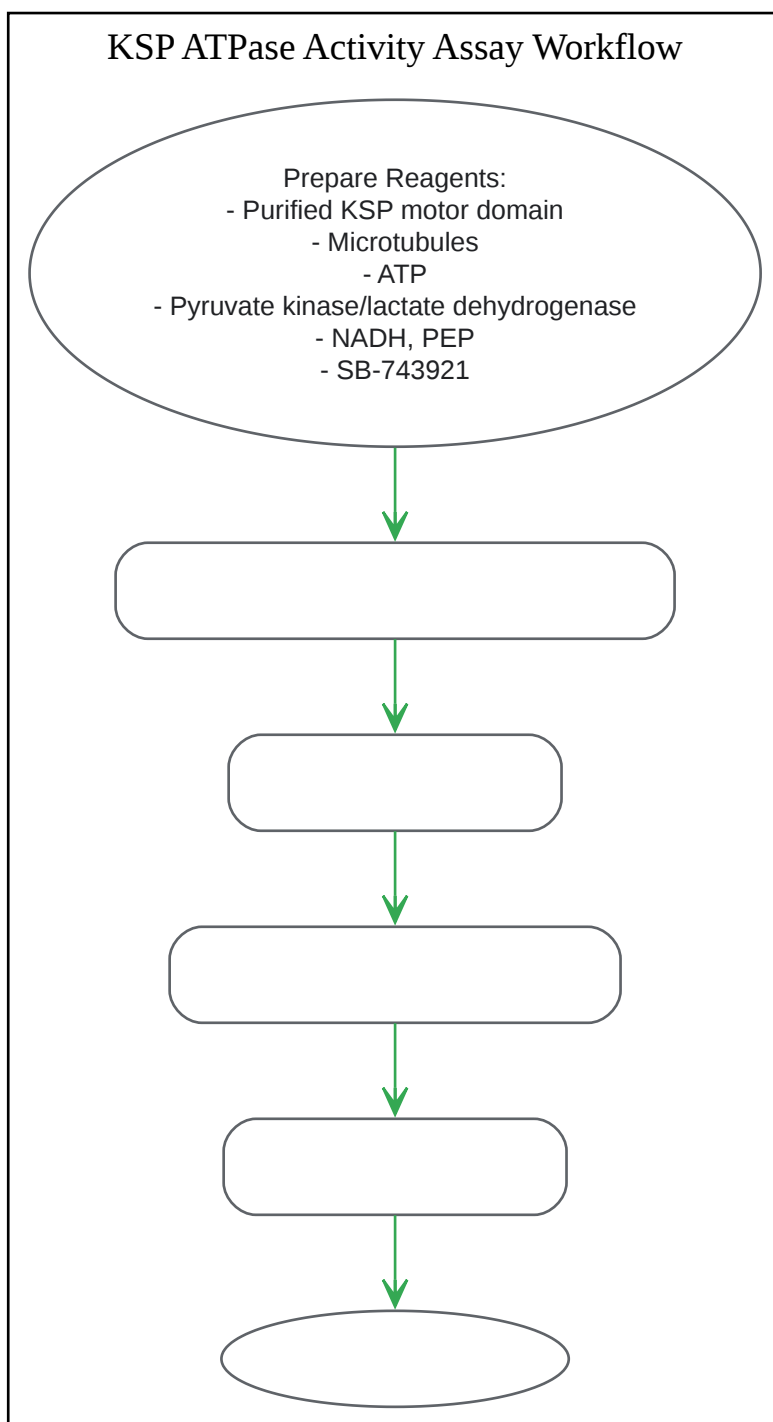 KSP ATPase Activity Assay Workflow
Prepare Reagents:
- Purified KSP motor domain
- Microtubules
- ATP
- Pyruvate kinase/lactate dehydrogenase
- NADH, PEP
- SB-743921